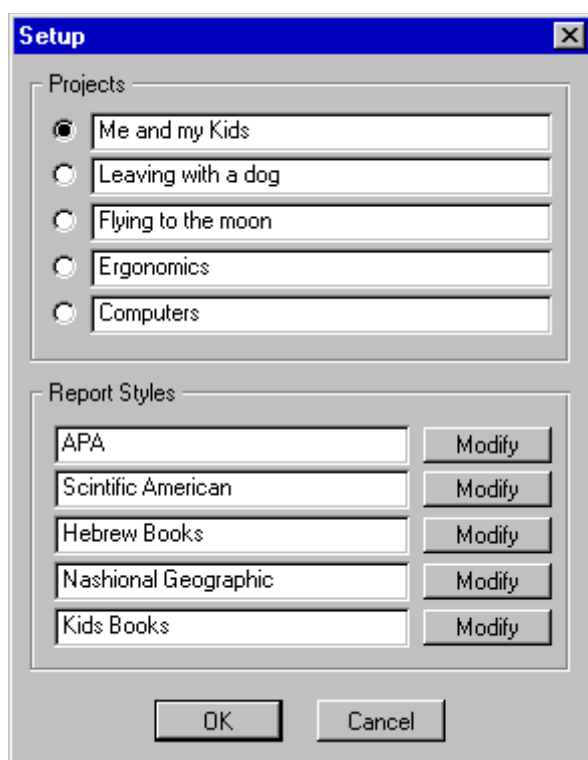 Setup
Projects
Me and my Kids
Leaving with a dog
Flying to the moon
Ergonomics
Computers
Report Styles
APA Modify
Scintific American Modify
Hebrew Books Modify
Nashional Geographic Modify
Kids Books Modify
OK Cancel